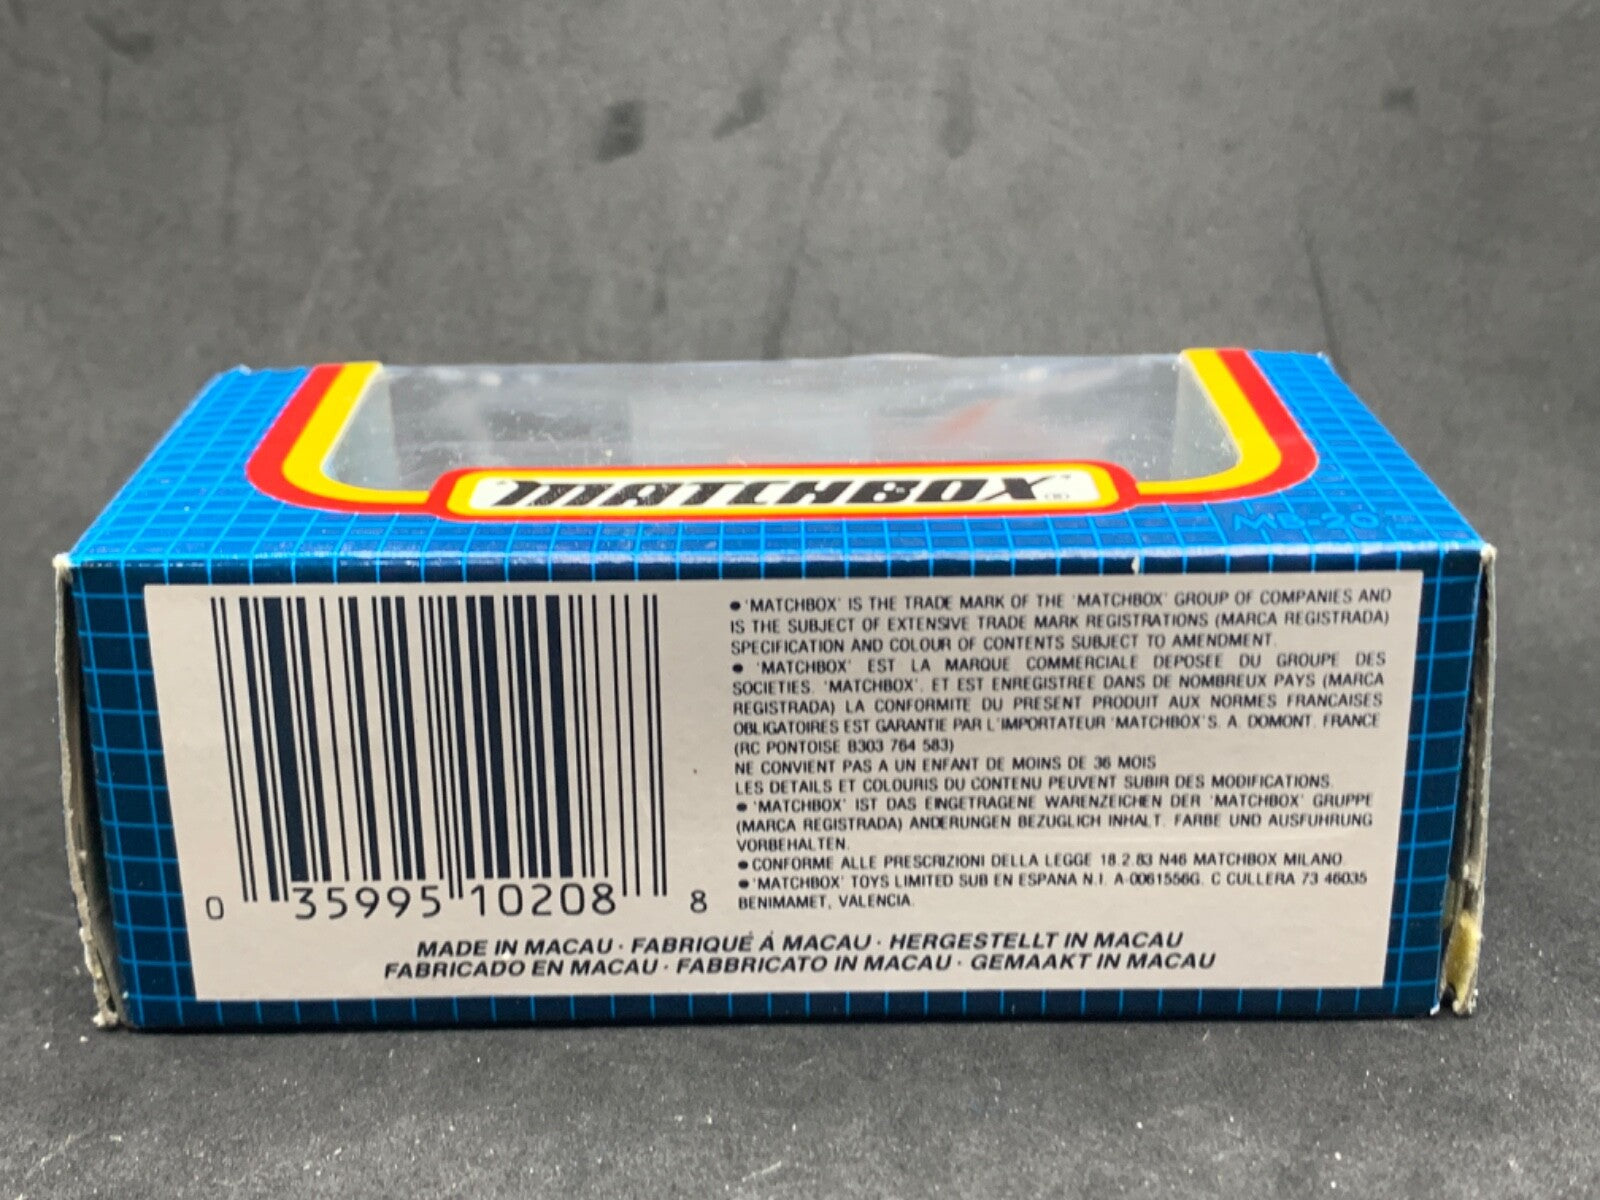 MATCHBOX ®
MB-20
● 'MATCHBOX' IS THE TRADE MARK OF THE 'MATCHBOX' GROUP OF COMPANIES AND
IS THE SUBJECT OF EXTENSIVE TRADE MARK REGISTRATIONS (MARCA REGISTRADA)
SPECIFICATION AND COLOUR OF CONTENTS SUBJECT TO AMENDMENT.
● 'MATCHBOX' EST LA MARQUE COMMERCIALE DEPOSEE DU GROUPE DES
SOCIETIES. 'MATCHBOX'. ET EST ENREGISTREE DANS DE NOMBREUX PAYS (MARCA
REGISTRADA) LA CONFORMITE DU PRESENT PRODUIT AUX NORMES FRANCAISES
OBLIGATOIRES EST GARANTIE PAR L'IMPORTATEUR 'MATCHBOX'S. A. DOMONT. FRANCE
(RC PONTOISE B303 764 583)
NE CONVIENT PAS A UN ENFANT DE MOINS DE 36 MOIS
LES DETAILS ET COLOURIS DU CONTENU PEUVENT SUBIR DES MODIFICATIONS.
● 'MATCHBOX' IST DAS EINGETRAGENE WARENZEICHEN DER 'MATCHBOX' GRUPPE
(MARCA REGISTRADA) ANDERUNGEN BEZUGLICH INHALT. FARBE UND AUSFUHRUNG
VORBEHALTEN.
● CONFORME ALLE PRESCRIZIONI DELLA LEGGE 18.2.83 N46 MATCHBOX MILANO.
● 'MATCHBOX' TOYS LIMITED SUB EN ESPANA N.I. A-0061556G. C CULLERA 73 46035
BENIMAMET, VALENCIA.
0 35995 10208 8
MADE IN MACAU · FABRIQUÉ À MACAU · HERGESTELLT IN MACAU
FABRICADO EN MACAU · FABBRICATO IN MACAU · GEMAAKT IN MACAU